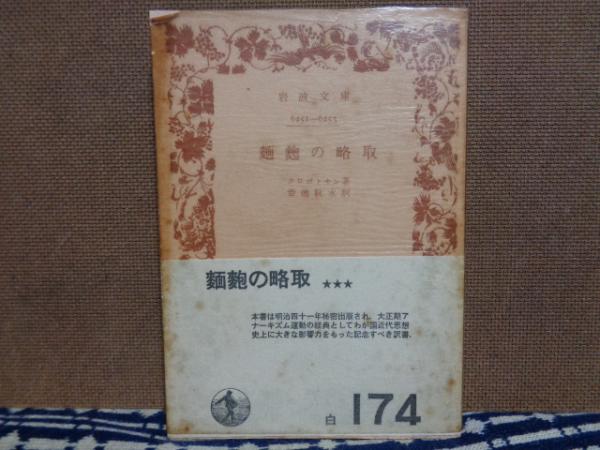 岩波文庫
麵麭の略取
クロポトキン著
幸徳秋水訳
麵麭の略取 ★★★
本書は明治四十一年秘密出版され、大正期ア
ナーキズム運動の経典としてわが国近代思想
史上に大きな影響力をもった記念すべき訳書。
白 174